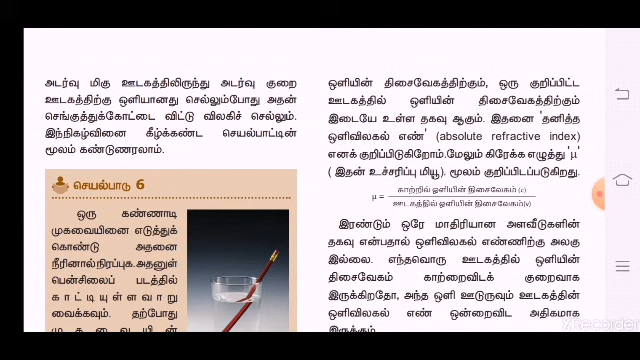 அடர்வு மிகு ஊடகத்திலிருந்து அடர்வு குறை
ஊடகத்திற்கு ஒளியானது செல்லும்போது அதன்
செங்குத்துக்கோட்டை விட்டு விலகிச் செல்லும்.
இந்நிகழ்வினை கீழ்க்கண்ட செயல்பாட்டின்
மூலம் கண்டுணரலாம்.
செயல்பாடு 6
ஒரு கண்ணாடி
முகவையினை எடுத்துக்
கொண்டு அதனை
நீரினால்நிரப்புக.அதனுள்
பென்சிலைப் படத்தில்
காட்டியுள்ளவாறு
வைக்கவும். தற்போது
முகவையின்
ஒளியின் திசைவேகத்திற்கும், ஒரு குறிப்பிட்ட
ஊடகத்தில் ஒளியின் திசைவேகத்திற்கும்
இடையே உள்ள தகவு ஆகும். இதனை 'தனித்த
ஒளிவிலகல் எண்' (absolute refractive index)
எனக் குறிப்பிடுகிறோம். மேலும் கிரேக்க எழுத்து 'μ'
( இதன் உச்சரிப்பு மியூ). மூலம் குறிப்பிடப்படுகிறது.
μ = காற்றில் ஒளியின் திசைவேகம் (c)
ஊடகத்தில் ஒளியின் திசைவேகம்(v)
இரண்டும் ஒரே மாதிரியான அளவீடுகளின்
தகவு என்பதால் ஒளிவிலகல் எண்ணிற்கு அலகு
இல்லை. எந்தவொரு ஊடகத்தில் ஒளியின்
திசைவேகம் காற்றைவிடக் குறைவாக
இருக்கிறதோ, அந்த ஒளி ஊடுருவும் ஊடகத்தின்
ஒளிவிலகல் எண் ஒன்றைவிட அதிகமாக
இருக்கும்.